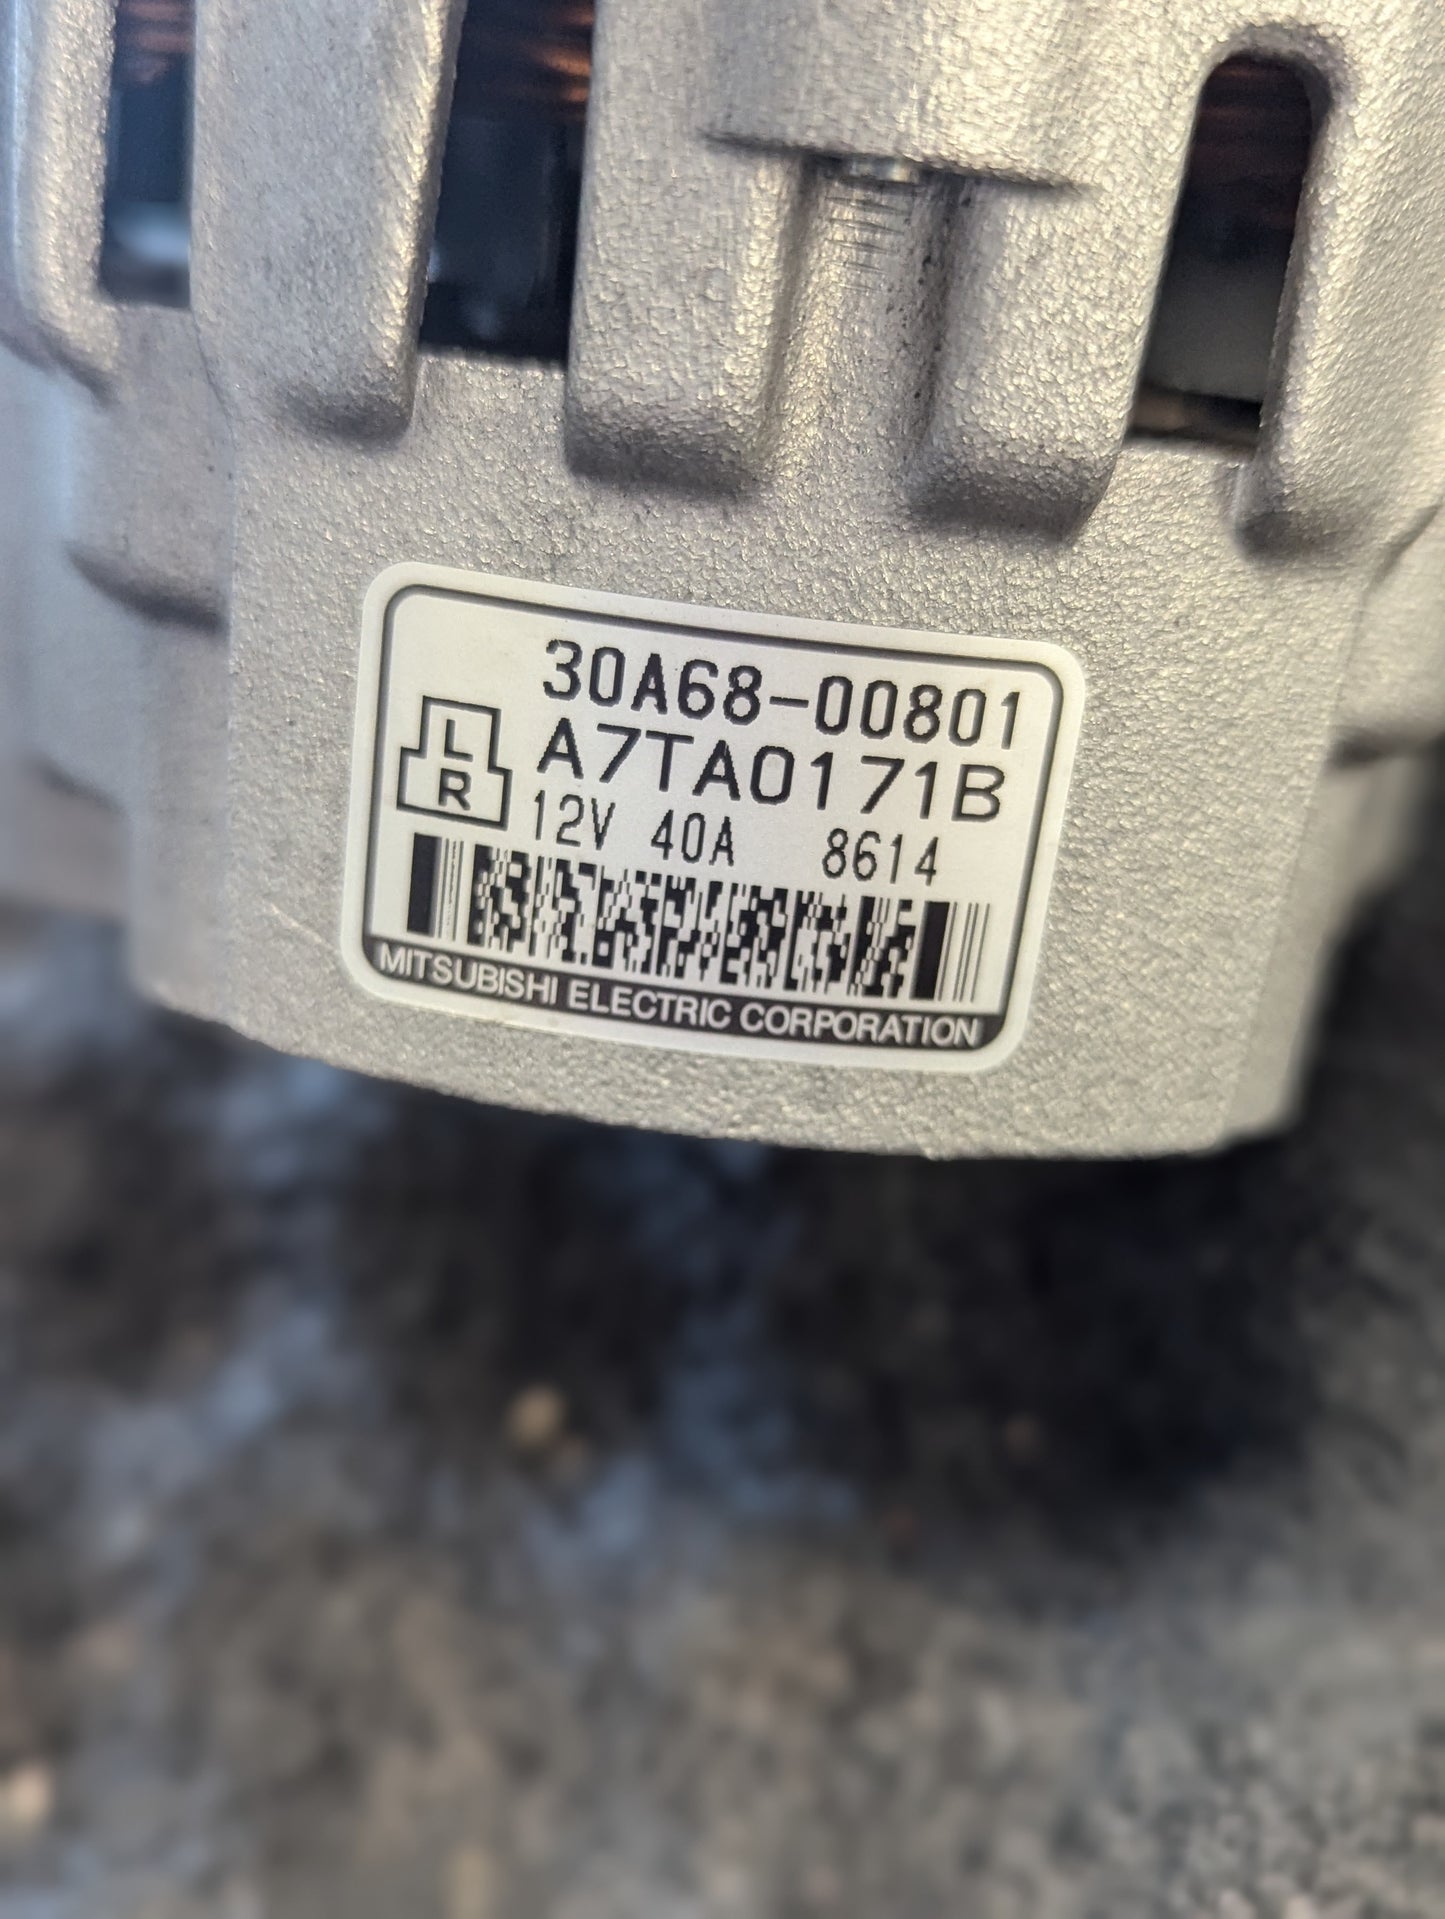 30A68-00801
A7TA0171B
L
R
12V 40A 8614
MITSUBISHI ELECTRIC CORPORATION